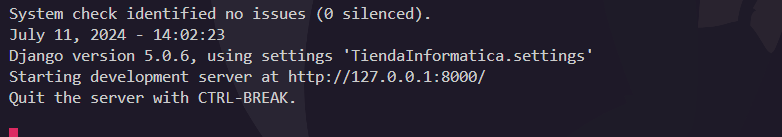 System check identified no issues (0 silenced).
July 11, 2024 - 14:02:23
Django version 5.0.6, using settings 'TiendaInformatica.settings'
Starting development server at http://127.0.0.1:8000/
Quit the server with CTRL-BREAK.